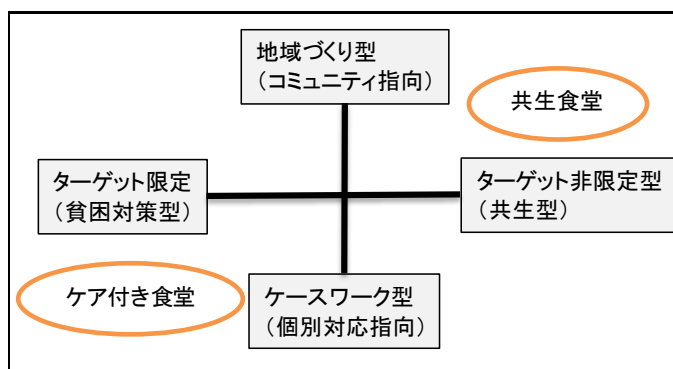 地域づくり型
（コミュニティ指向）
共生食堂
ターゲット限定
（貧困対策型）
ターゲット非限定型
（共生型）
ケア付き食堂
ケースワーク型
（個別対応指向）